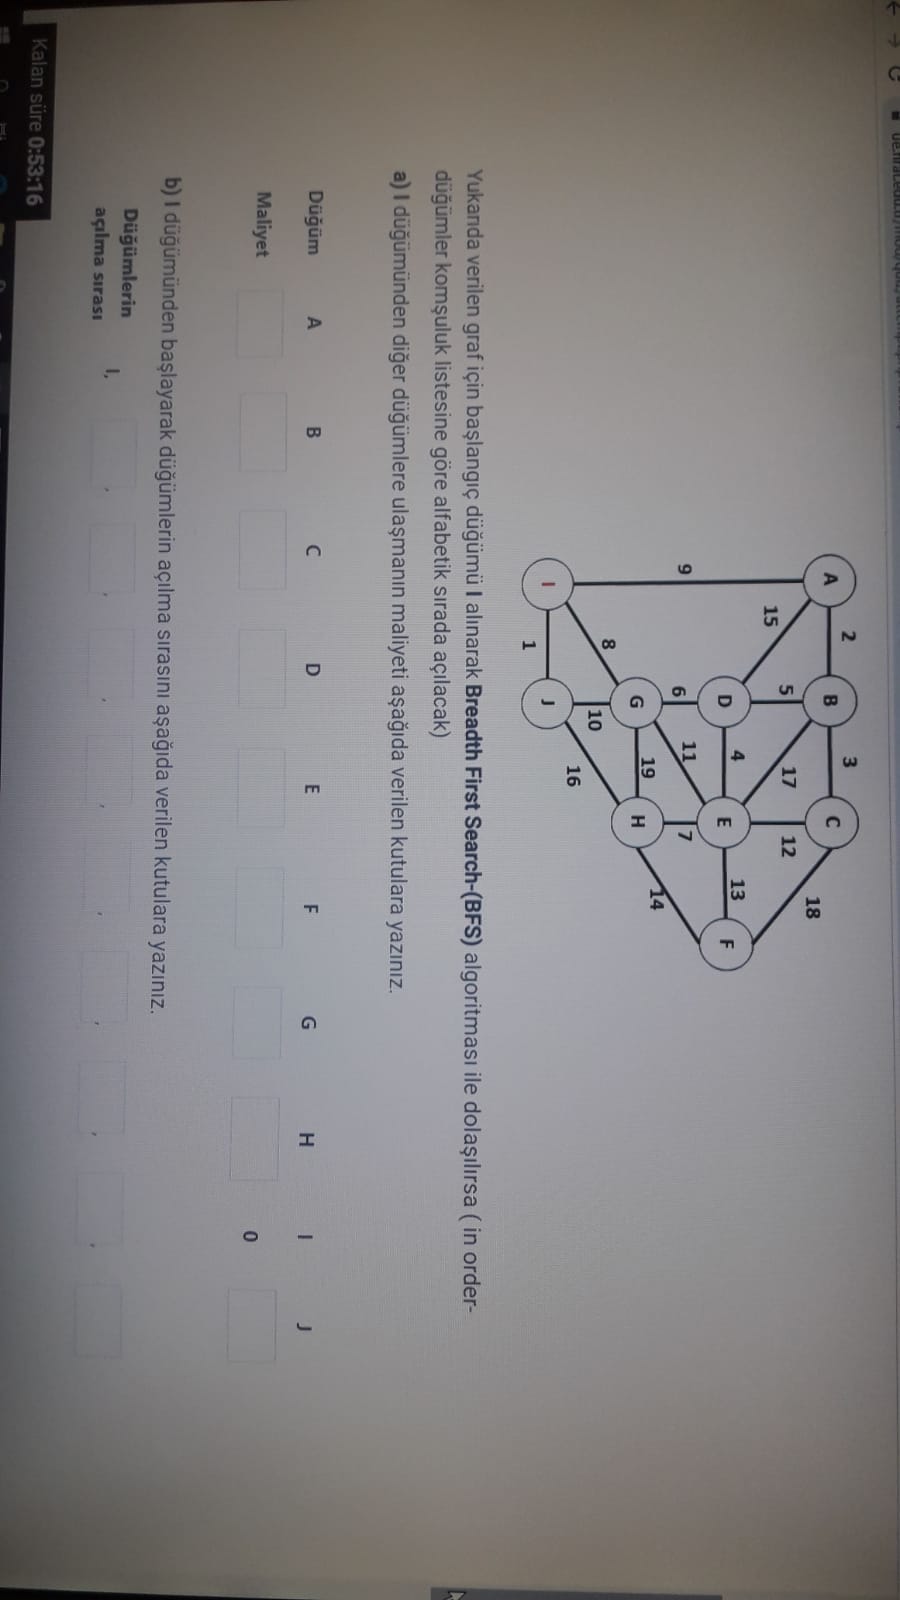 A
2
B
3
C
18
15
5
17
12
9
D
4
E
13
F
6
11
7
14
G
19
H
8
10
16
I
1
J
Yukarıda verilen graf için başlangıç düğümü I alınarak Breadth First Search-(BFS) algoritması ile dolaşılırsa ( in order-
düğümler komşuluk listesine göre alfabetik sırada açılacak)
a) I düğümünden diğer düğümlere ulaşmanın maliyeti aşağıda verilen kutulara yazınız.
Düğüm A B C D E F G H I J
Maliyet 0
b) I düğümünden başlayarak düğümlerin açılma sırasını aşağıda verilen kutulara yazınız.
Düğümlerin
açılma sırası I, , , , , , , ,
Kalan süre 0:53:16